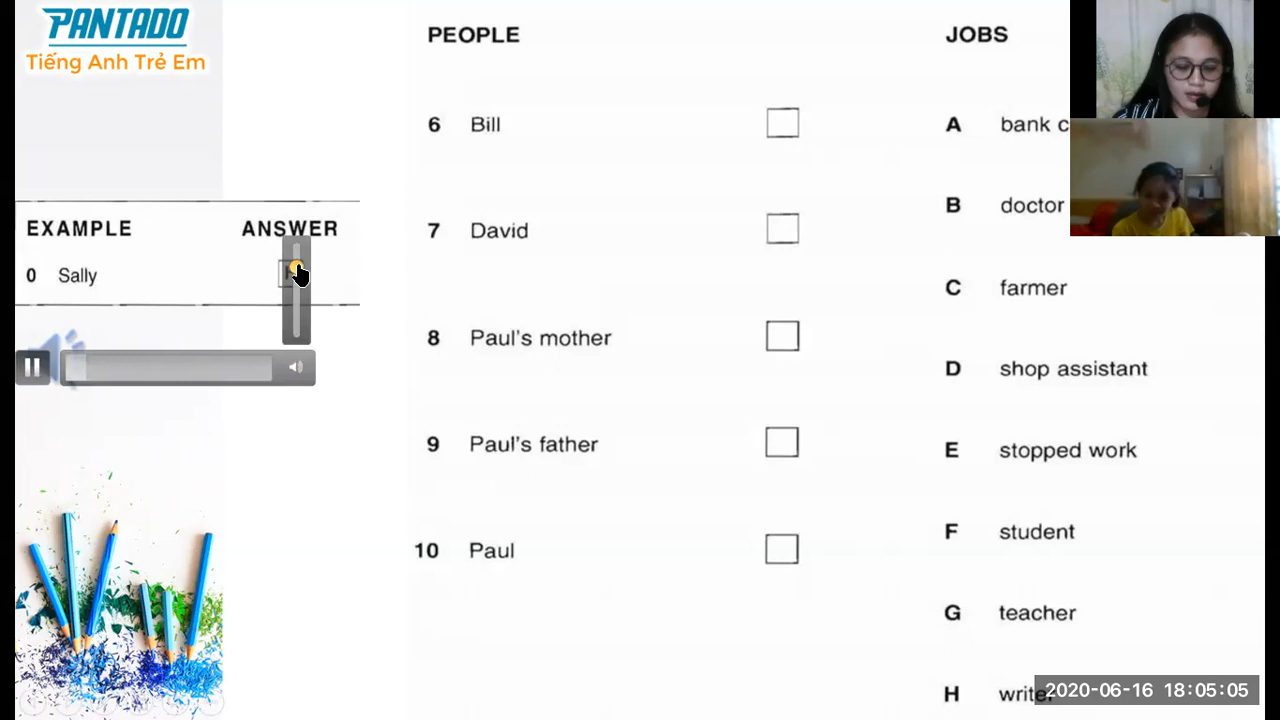 PANTADO
Tiếng Anh Trẻ Em
EXAMPLE ANSWER
0 Sally
PEOPLE
6 Bill
7 David
8 Paul's mother
9 Paul's father
10 Paul
JOBS
A bank
B doctor
C farmer
D shop assistant
E stopped work
F student
G teacher
H
2020-06-16 18:05:05